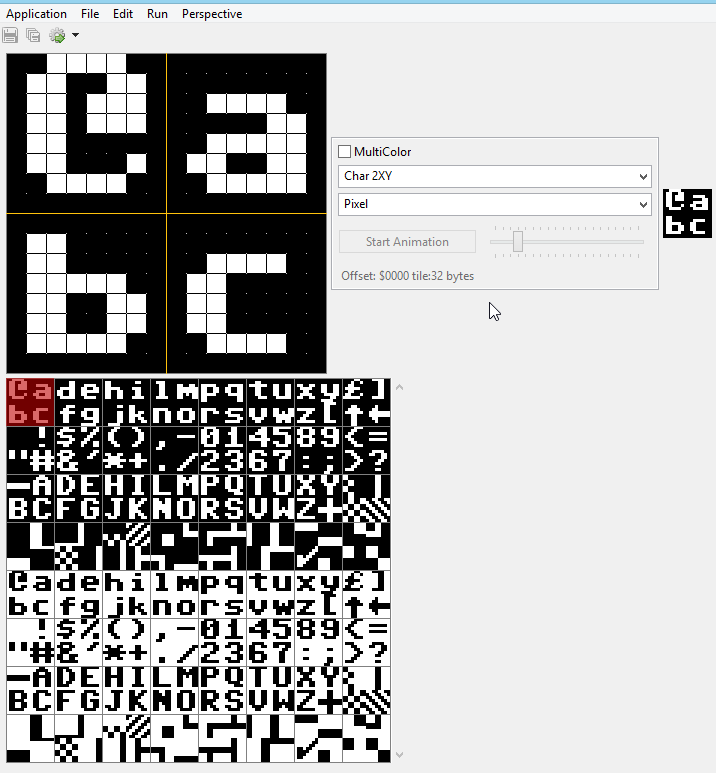 Application File Edit Run Perspective
@ a
b c
MultiColor
Char 2XY
Pixel
Start Animation
Offset: $0000 tile:32 bytes
@a
bc
@adehilmpqtuxy£]
bcfgjknorsvwz[↑←
!$%(),-014589<=
"#&'*+./2367:;>?
─ADEHILMPQTUXY
BCFGJKNORSVWZ+
@adehilmpqtuxy£]
bcfgjknorsvwz[↑←
!$%(),-014589<=
"#&'*+./2367:;>?
─ADEHILMPQTUXY
BCFGJKNORSVWZ+